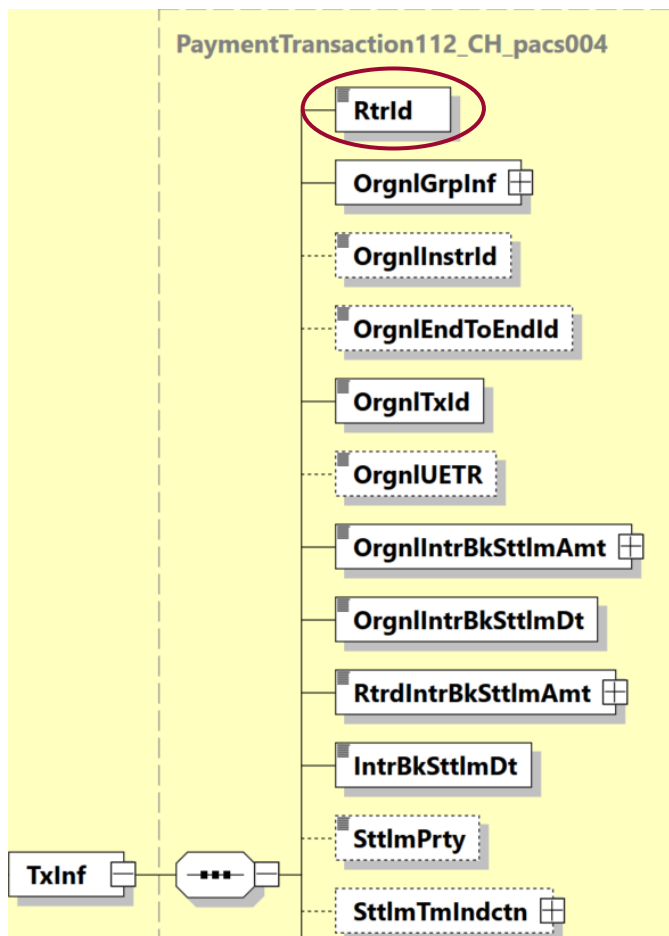 PaymentTransaction112_CH_pacs004
RtrId
OrgnlGrpInf
OrgnlInstrId
OrgnlEndToEndId
OrgnlTxId
OrgnlUETR
OrgnlIntrBkSttlmAmt
OrgnlIntrBkSttlmDt
RtrdIntrBkSttlmAmt
IntrBkSttlmDt
SttlmPrty
TxInf
SttlmTmIndctn